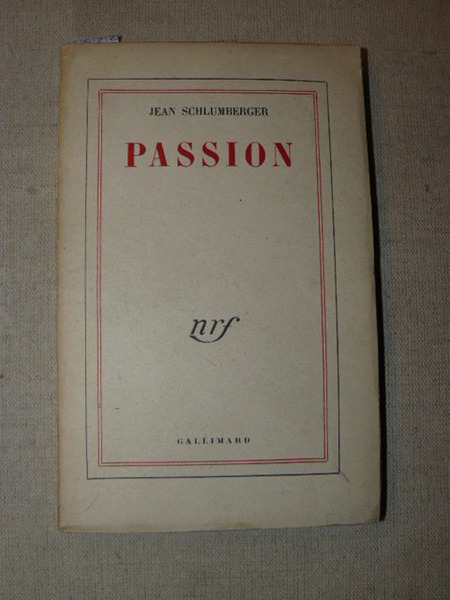 JEAN SCHLUMBERGER
PASSION
nrf
GALLIMARD